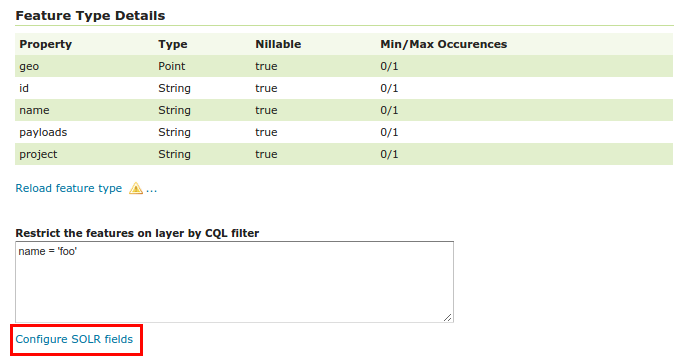 Feature Type Details
Property Type Nillable Min/Max Occurences
geo Point true 0/1
id String true 0/1
name String true 0/1
payloads String true 0/1
project String true 0/1
Reload feature type ...
Restrict the features on layer by CQL filter
name = 'foo'
Configure SOLR fields